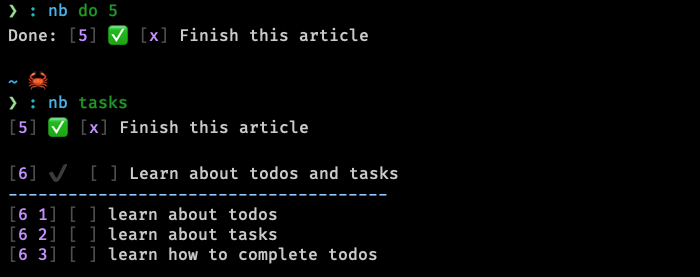 ❯ : nb do 5
Done: [5] ✅ [x] Finish this article
~ 🦀
❯ : nb tasks
[5] ✅ [x] Finish this article
[6] ✔️ [ ] Learn about todos and tasks
--------------------------------------
[6 1] [ ] learn about todos
[6 2] [ ] learn about tasks
[6 3] [ ] learn how to complete todos